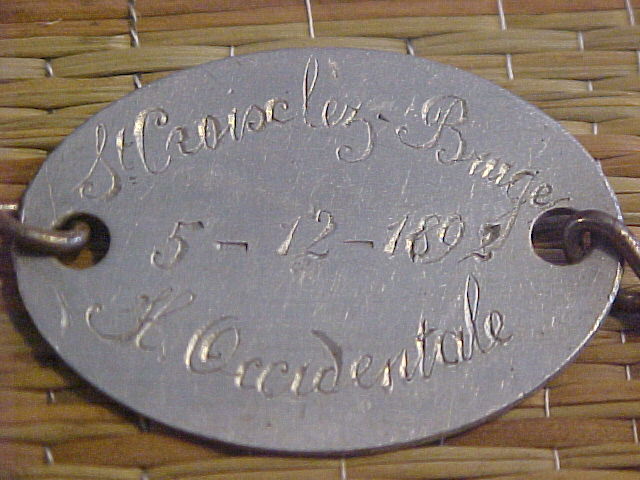 St Croix lez-Bruges
5-12-1892
Fl. Occidentale